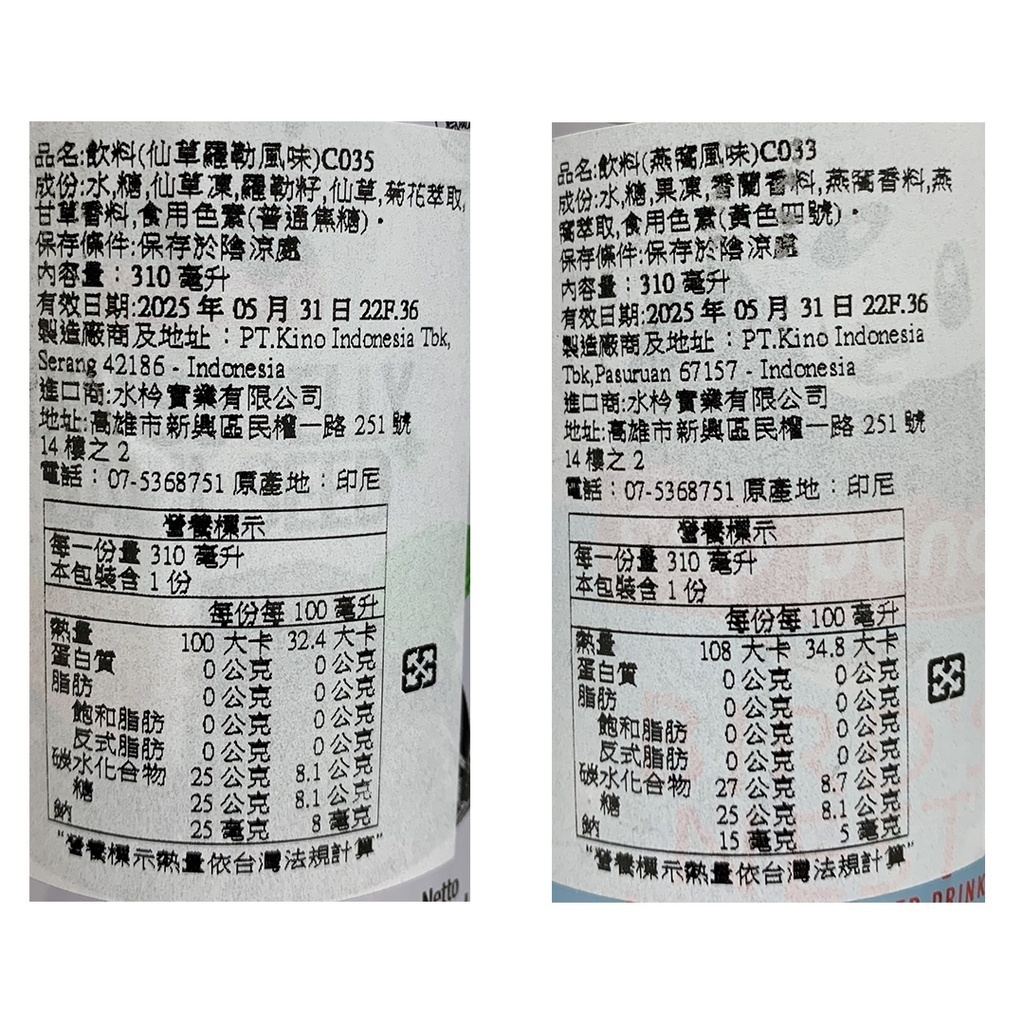 品名:飲料(仙草羅勒風味)C035
成份:水,糖,仙草凍,羅勒籽,仙草,菊花萃取,
甘草香料,食用色素(普通焦糖)。
保存條件:保存於陰涼處
內容量：310 毫升
有效日期:2025 年 05 月 31 日 22F.36
製造廠商及地址：PT.Kino Indonesia Tbk,
Serang 42186 - Indonesia
進口商:水柃實業有限公司
地址:高雄市新興區民權一路 251 號
14 樓之 2
電話：07-5368751 原產地：印尼
營養標示
每一份量 310 毫升
本包裝含 1 份
每份每 100 毫升
熱量 100 大卡 32.4 大卡
蛋白質 0 公克 0 公克
脂肪 0 公克 0 公克
飽和脂肪 0 公克 0 公克
反式脂肪 0 公克 0 公克
碳水化合物 25 公克 8.1 公克
糖 25 公克 8.1 公克
鈉 25 毫克 8 毫克
"營養標示熱量依台灣法規計算"
Netto
品名:飲料(燕窩風味)C033
成份:水,糖,果凍,香蘭香料,燕窩香料,燕
窩萃取,食用色素(黃色四號)。
保存條件:保存於陰涼處
內容量：310 毫升
有效日期:2025 年 05 月 31 日 22F.36
製造廠商及地址：PT.Kino Indonesia
Tbk,Pasuruan 67157 - Indonesia
進口商:水柃實業有限公司
地址:高雄市新興區民權一路 251 號
14 樓之 2
電話：07-5368751 原產地：印尼
營養標示
每一份量 310 毫升
本包裝含 1 份
每份每 100 毫升
熱量 108 大卡 34.8 大卡
蛋白質 0 公克 0 公克
脂肪 0 公克 0 公克
飽和脂肪 0 公克 0 公克
反式脂肪 0 公克 0 公克
碳水化合物 27 公克 8.7 公克
糖 25 公克 8.1 公克
鈉 15 毫克 5 毫克
"營養標示熱量依台灣法規計算"
DRINK